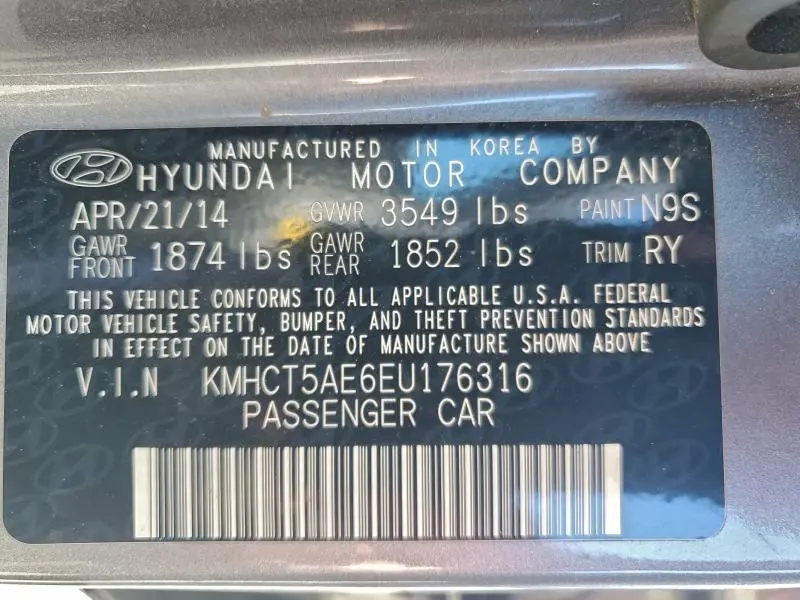 MANUFACTURED IN KOREA BY
HYUNDAI MOTOR COMPANY
APR/21/14 GVWR 3549 lbs PAINT N9S
GAWR FRONT 1874 lbs GAWR REAR 1852 lbs TRIM RY
THIS VEHICLE CONFORMS TO ALL APPLICABLE U.S.A. FEDERAL
MOTOR VEHICLE SAFETY, BUMPER, AND THEFT PREVENTION STANDARDS
IN EFFECT ON THE DATE OF MANUFACTURE SHOWN ABOVE
V.I.N KMHCT5AE6EU176316
PASSENGER CAR